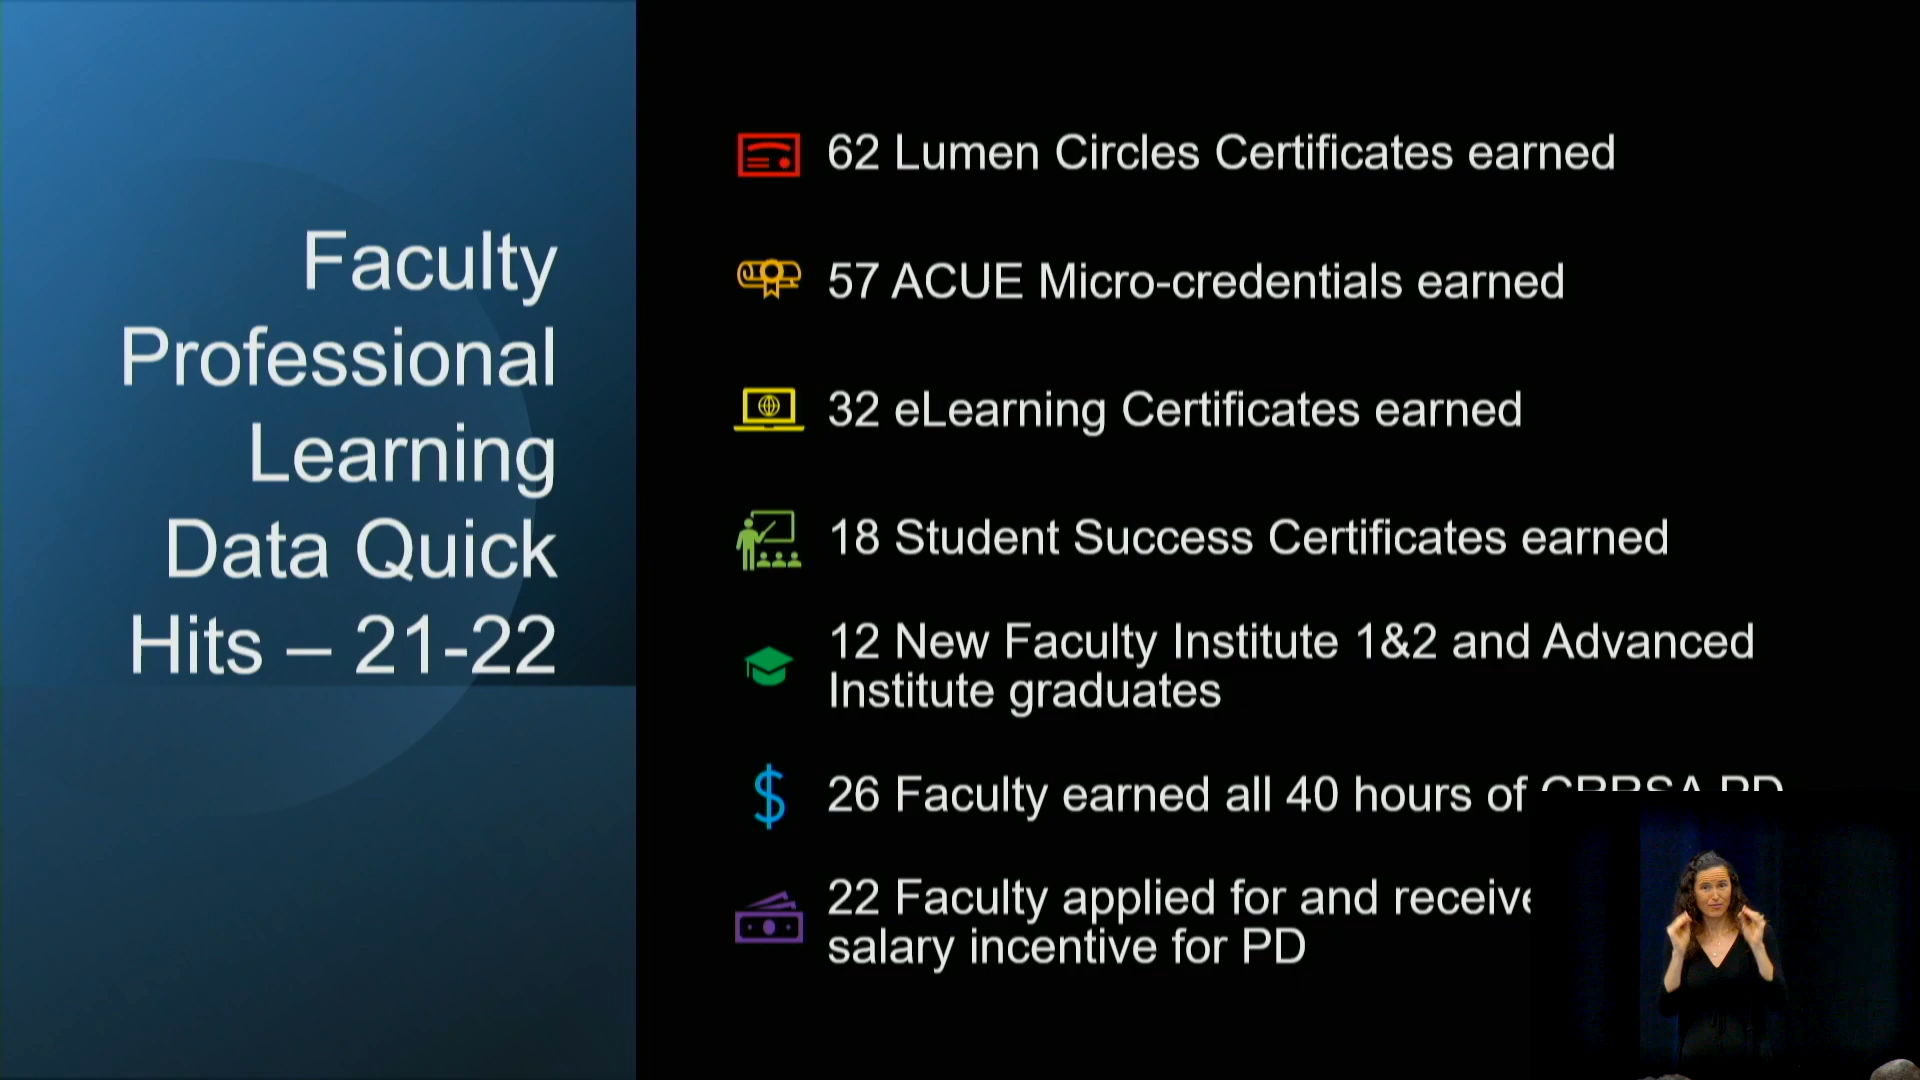 Faculty
Professional
Learning
Data Quick
Hits – 21-22
62 Lumen Circles Certificates earned
57 ACUE Micro-credentials earned
32 eLearning Certificates earned
18 Student Success Certificates earned
12 New Faculty Institute 1&2 and Advanced
Institute graduates
26 Faculty earned all 40 hours of
22 Faculty applied for and
salary incentive for PD